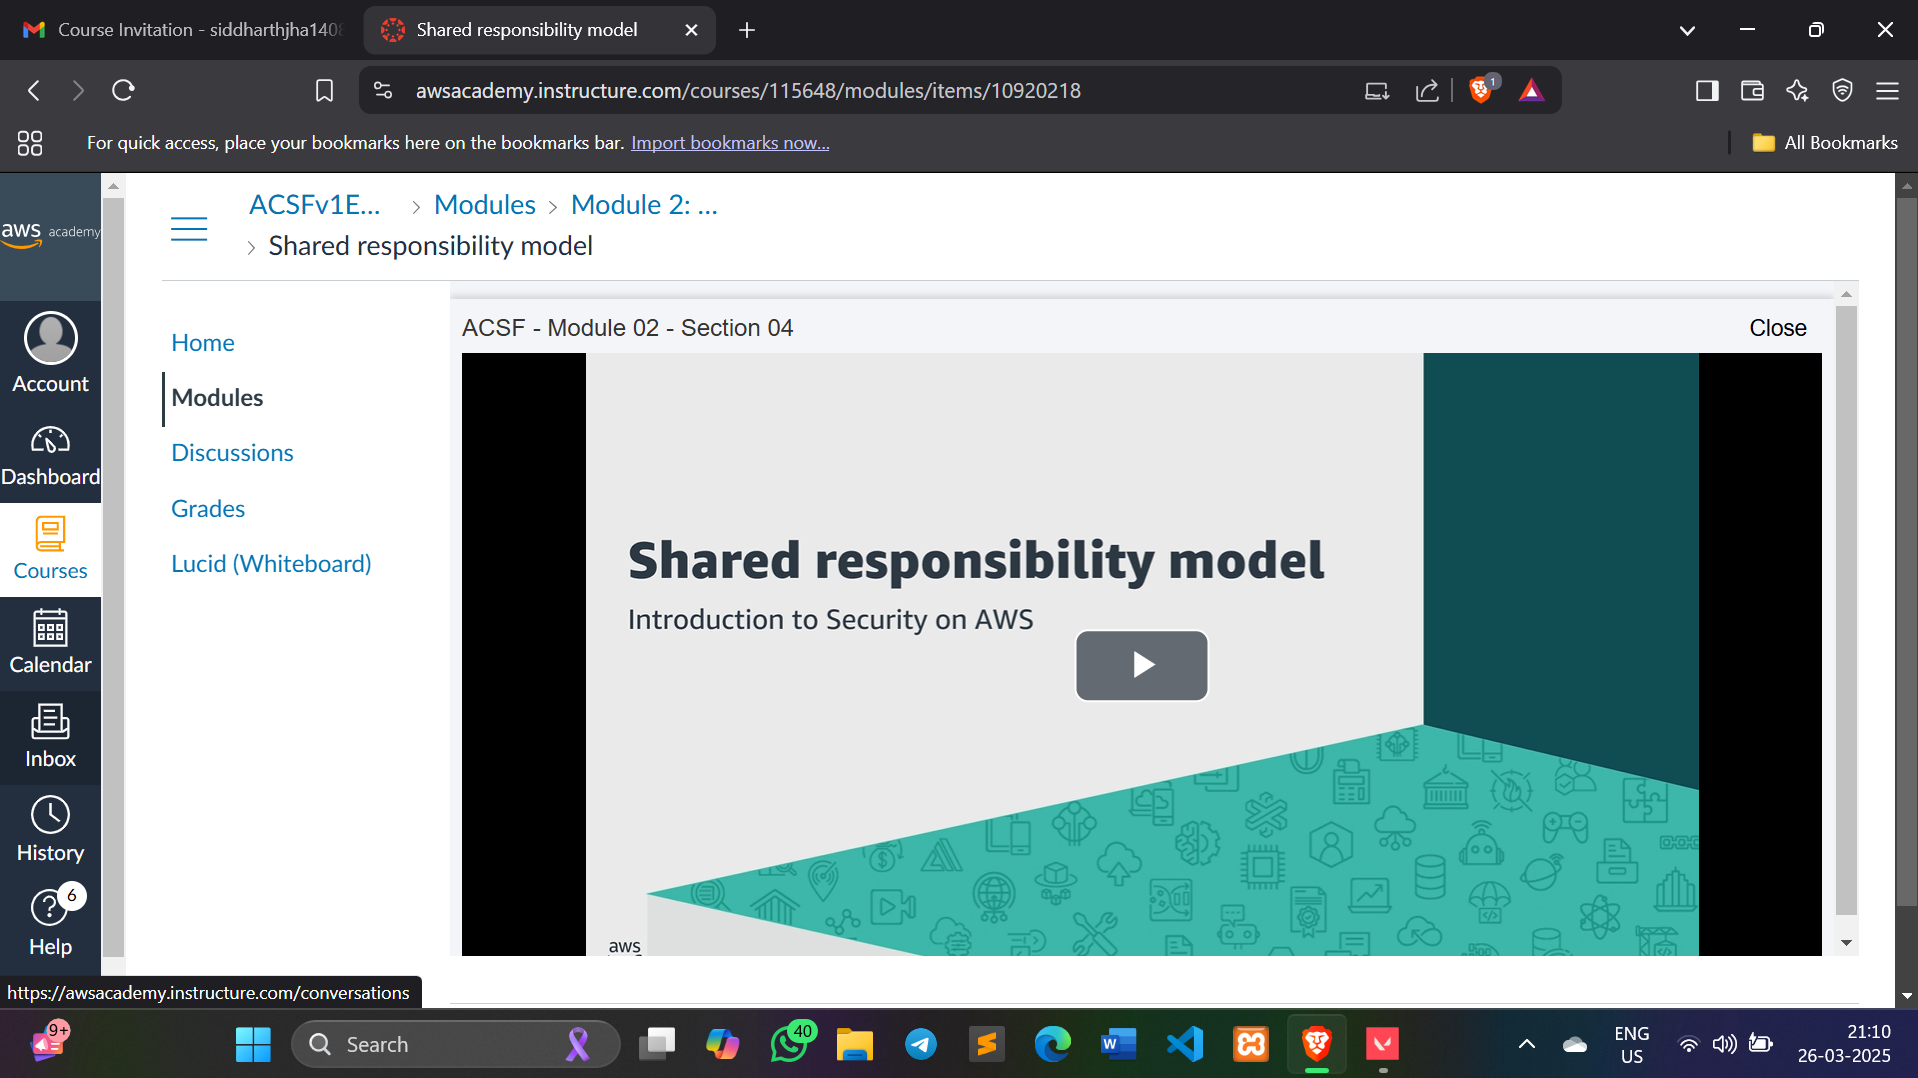 Course Invitation - siddharthjha140
Shared responsibility model
awsacademy.instructure.com/courses/115648/modules/items/10920218
1
For quick access, place your bookmarks here on the bookmarks bar. Import bookmarks now...
All Bookmarks
aws academy
ACSFv1E... > Modules > Module 2: ...
> Shared responsibility model
Account
Dashboard
Courses
Calendar
Inbox
History
6
Help
Home
Modules
Discussions
Grades
Lucid (Whiteboard)
ACSF - Module 02 - Section 04
Close
Shared responsibility model
Introduction to Security on AWS
aws
https://awsacademy.instructure.com/conversations
9+
Search
40
ENG
US
21:10
26-03-2025